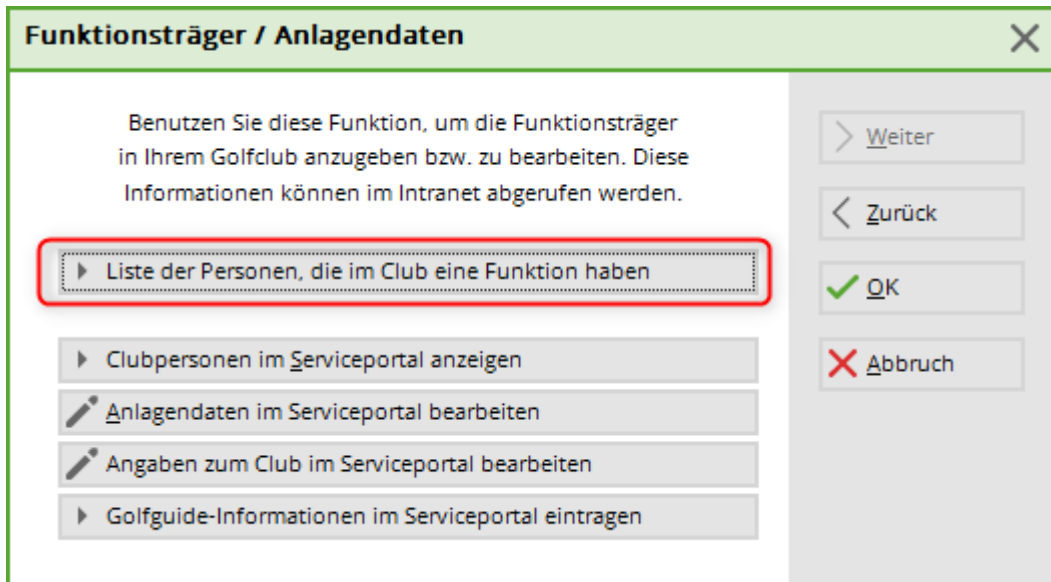 Funktionsträger / Anlagendaten
Benutzen Sie diese Funktion, um die Funktionsträger
in Ihrem Golfclub anzugeben bzw. zu bearbeiten. Diese
Informationen können im Intranet abgerufen werden.
Liste der Personen, die im Club eine Funktion haben
Clubpersonen im Serviceportal anzeigen
Anlagendaten im Serviceportal bearbeiten
Angaben zum Club im Serviceportal bearbeiten
Golfguide-Informationen im Serviceportal eintragen
Weiter
Zurück
OK
Abbruch